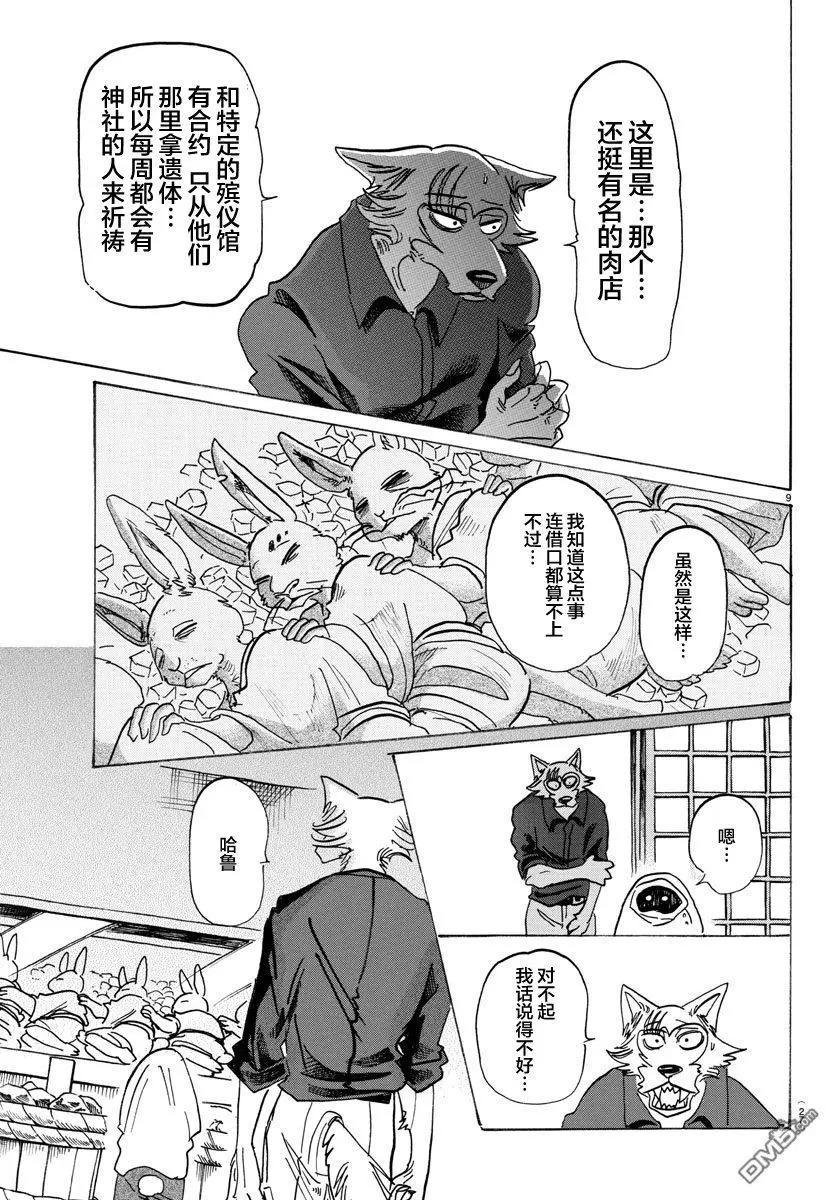 这里是…那个…
还挺有名的肉店
和特定的殡仪馆
有合约 只从他们
那里拿遗体…
所以每周都会有
神社的人来祈祷
9
虽然是这样…
我知道这点事
连借口都算不上
不过…
嗯…
对不起
我话说得不好…
哈鲁
2
DM5.com